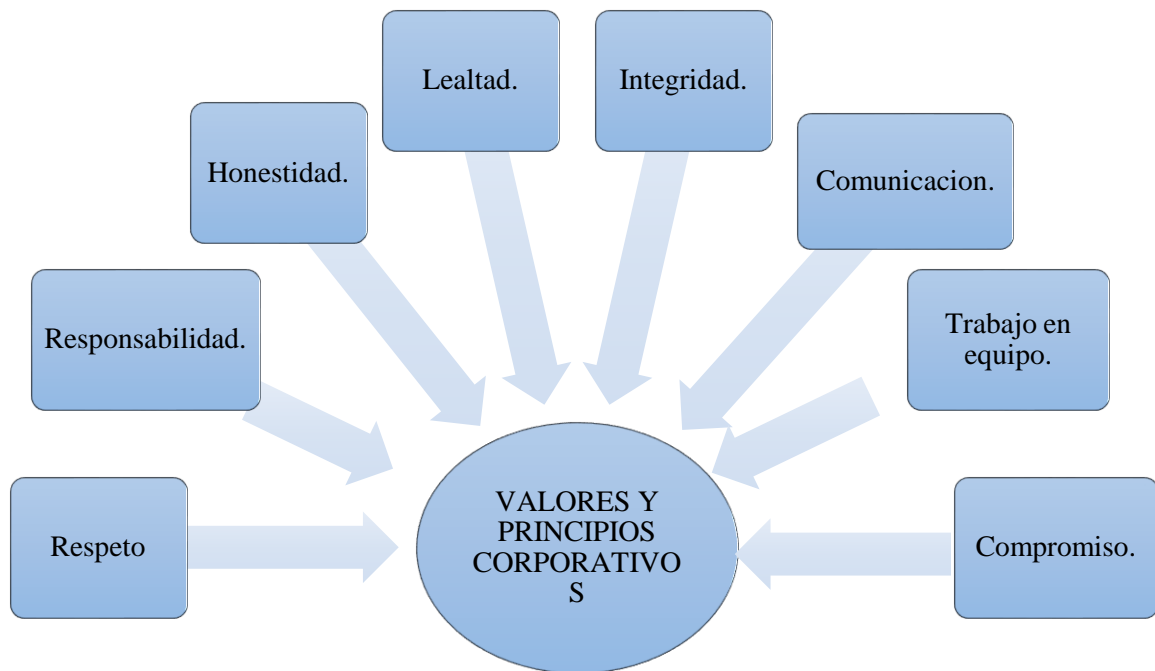 Lealtad.
Integridad.
Honestidad.
Comunicacion.
Responsabilidad.
Trabajo en
equipo.
Respeto
VALORES Y
PRINCIPIOS
CORPORATIVO
S
Compromiso.